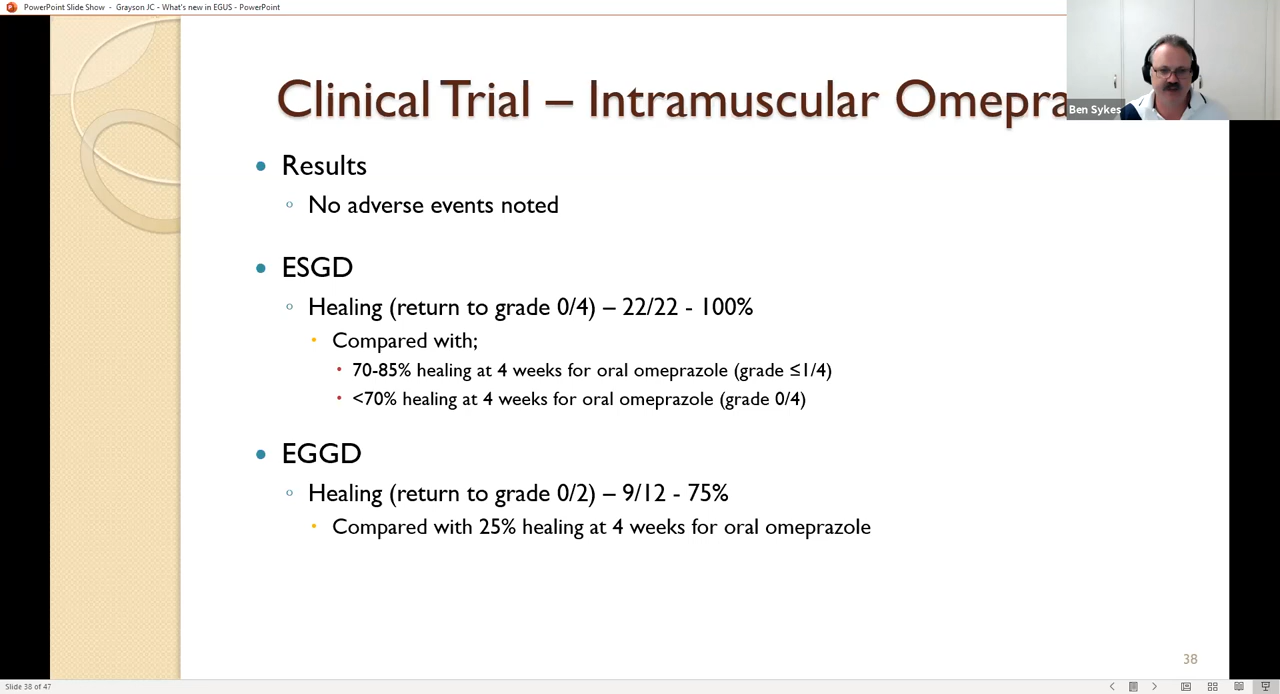 PowerPoint Slide Show - Grayson JC - What's new in EGUS - PowerPoint
Clinical Trial – Intramuscular Omepra
Ben Sykes
Results
No adverse events noted
ESGD
Healing (return to grade 0/4) – 22/22 - 100%
Compared with;
70-85% healing at 4 weeks for oral omeprazole (grade ≤1/4)
<70% healing at 4 weeks for oral omeprazole (grade 0/4)
EGGD
Healing (return to grade 0/2) – 9/12 - 75%
Compared with 25% healing at 4 weeks for oral omeprazole
38
Slide 38 of 47